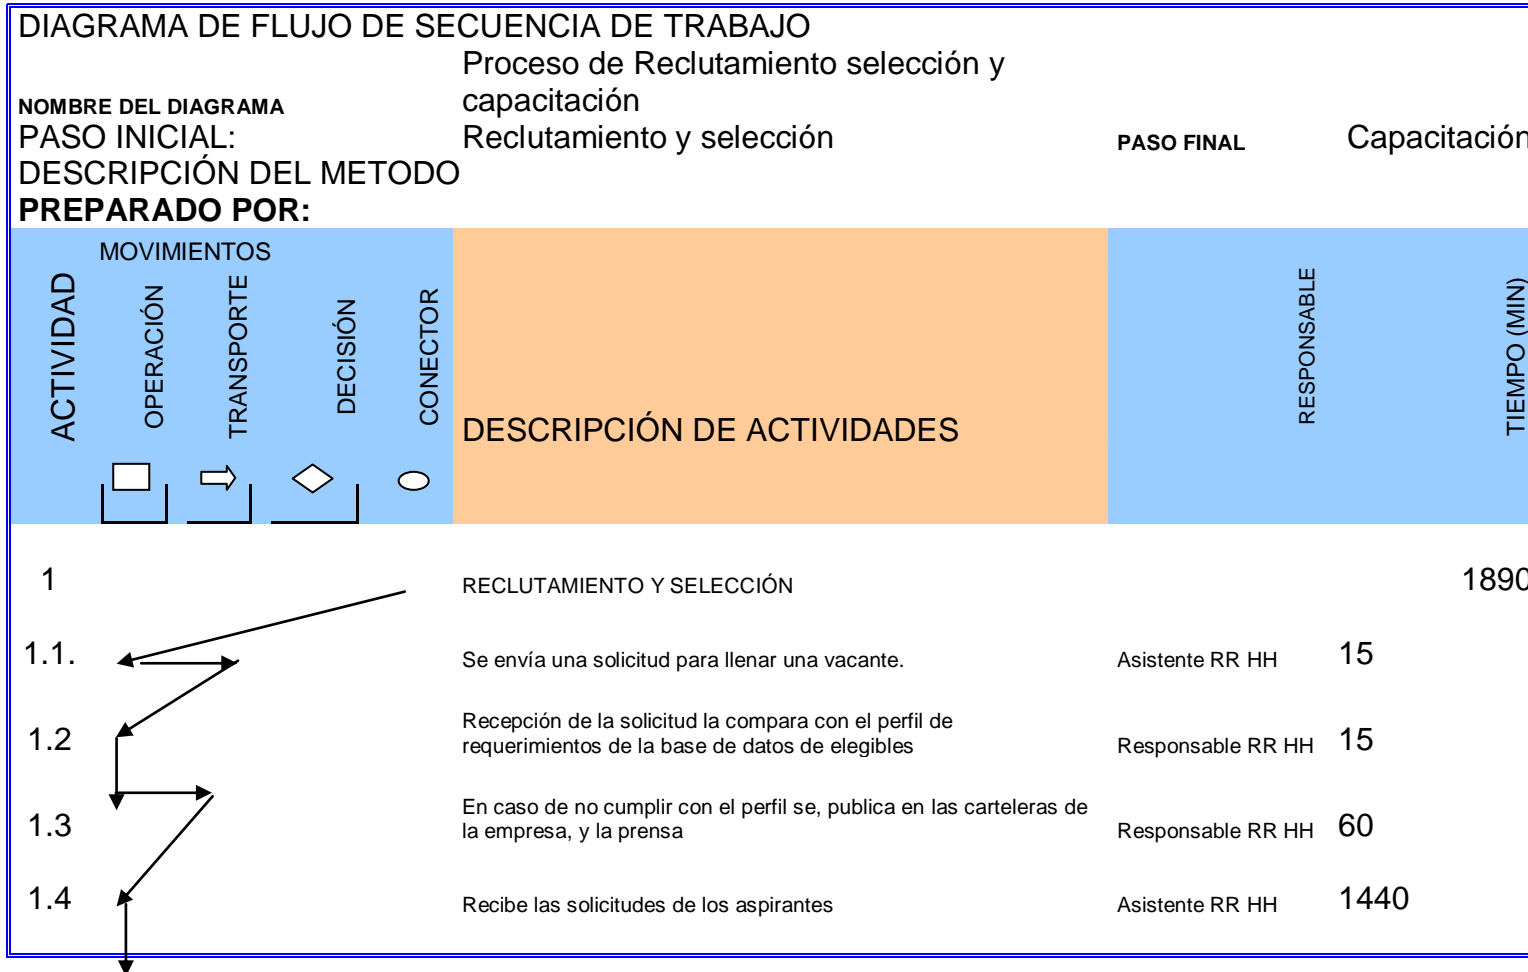 DIAGRAMA DE FLUJO DE SECUENCIA DE TRABAJO
NOMBRE DEL DIAGRAMA
Proceso de Reclutamiento selección y
capacitación
PASO INICIAL:
Reclutamiento y selección
PASO FINAL
Capacitación
DESCRIPCIÓN DEL METODO
PREPARADO POR:
ACTIVIDAD
MOVIMIENTOS
OPERACIÓN
TRANSPORTE
DECISIÓN
CONECTOR
DESCRIPCIÓN DE ACTIVIDADES
RESPONSABLE
TIEMPO (MIN)
1
RECLUTAMIENTO Y SELECCIÓN
1890
1.1.
Se envía una solicitud para llenar una vacante.
Asistente RR HH
15
1.2
Recepción de la solicitud la compara con el perfil de
requerimientos de la base de datos de elegibles
Responsable RR HH
15
1.3
En caso de no cumplir con el perfil se, publica en las carteleras de
la empresa, y la prensa
Responsable RR HH
60
1.4
Recibe las solicitudes de los aspirantes
Asistente RR HH
1440